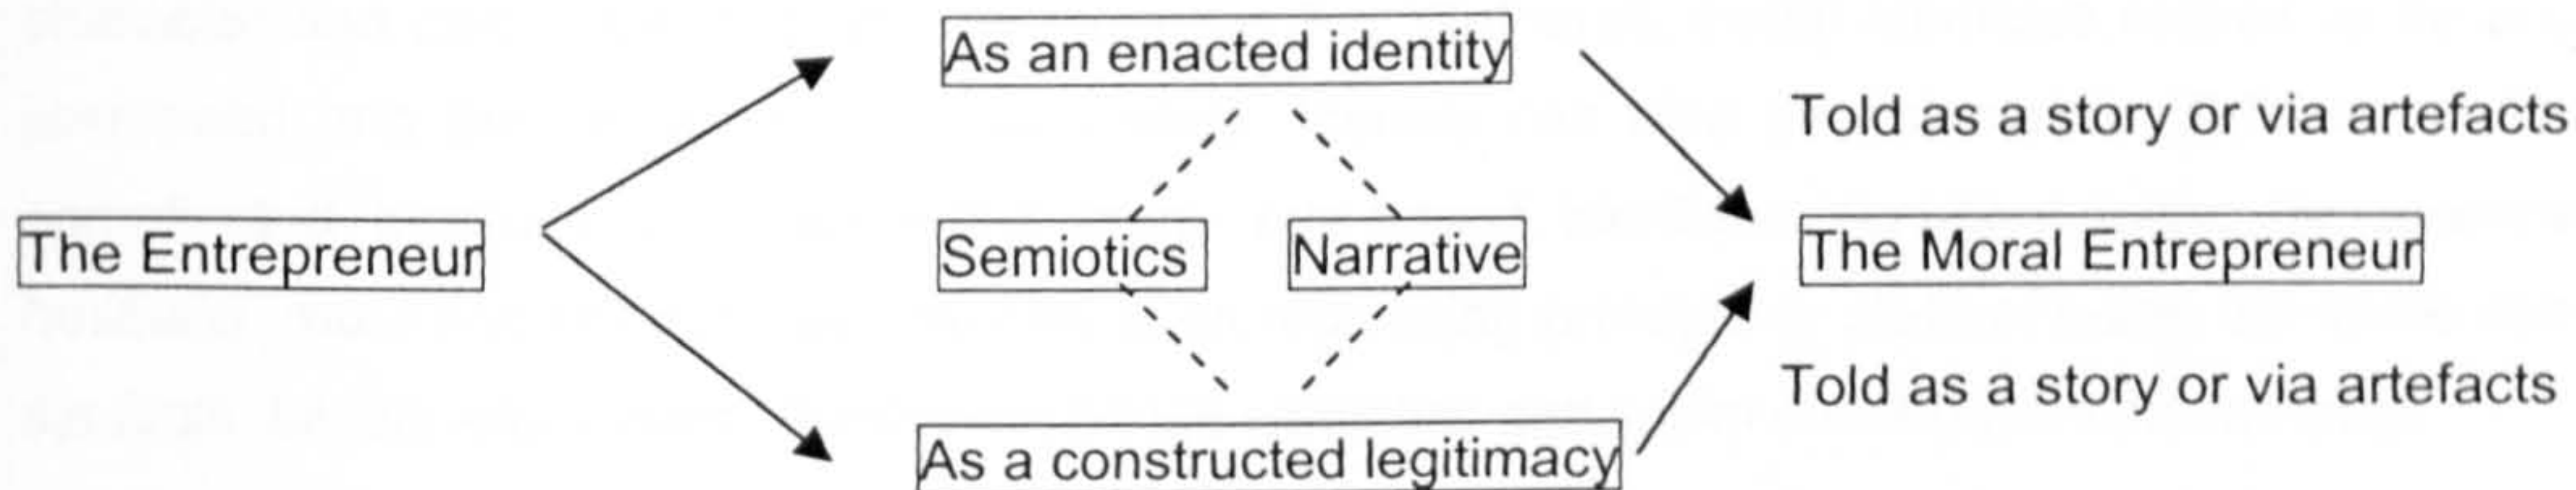 As an enacted identity
Told as a story or via artefacts
The Entrepreneur
Semiotics
Narrative
The Moral Entrepreneur
Told as a story or via artefacts
As a constructed legitimacy